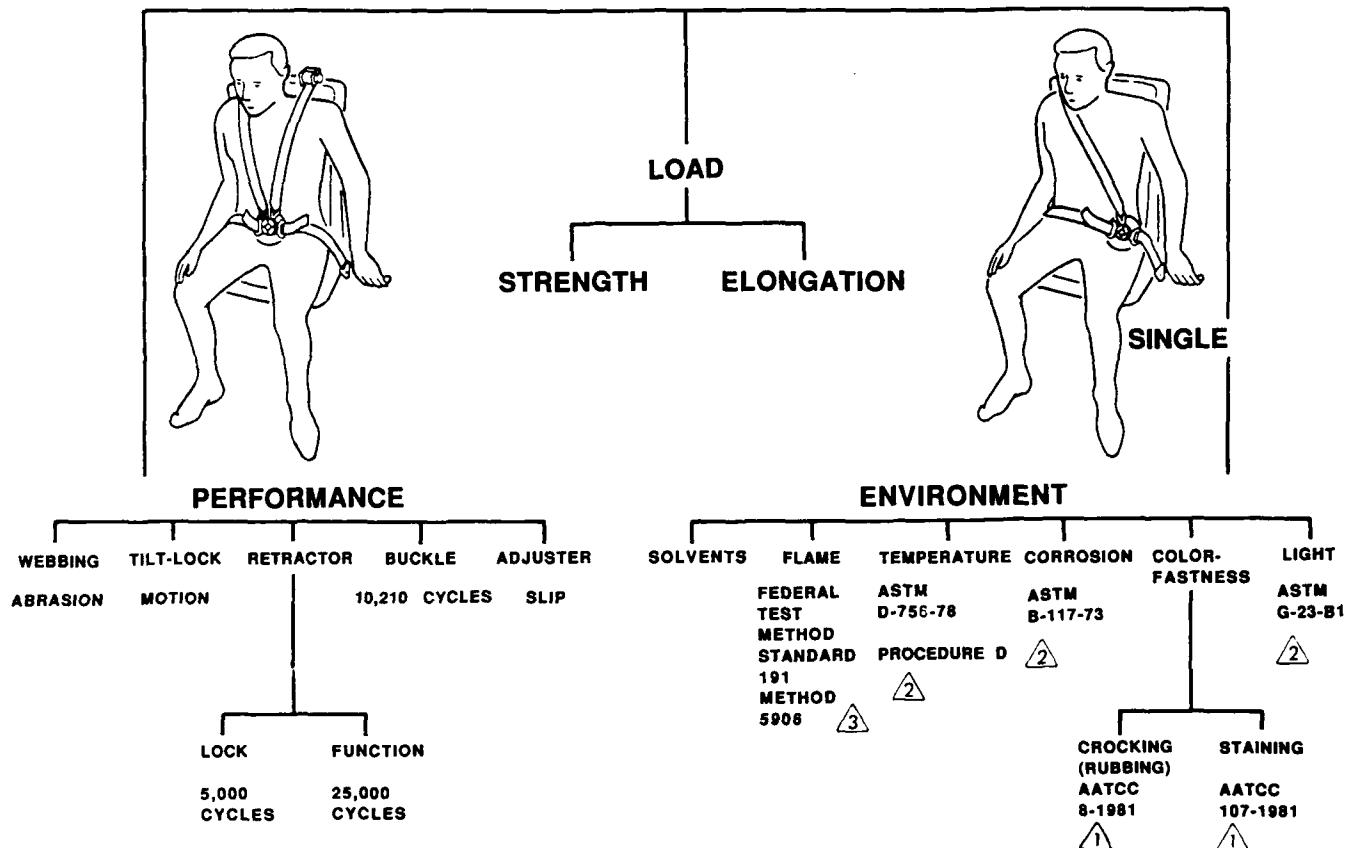 LOAD
STRENGTH
ELONGATION
SINGLE
PERFORMANCE
WEBBING
ABRASION
TILT-LOCK
MOTION
RETRACTOR
LOCK
5,000
CYCLES
FUNCTION
25,000
CYCLES
BUCKLE
10,210 CYCLES
ADJUSTER
SLIP
ENVIRONMENT
SOLVENTS
FLAME
FEDERAL
TEST
METHOD
STANDARD
191
METHOD
5906
3
TEMPERATURE
ASTM
D-756-78
PROCEDURE D
2
CORROSION
ASTM
B-117-73
2
COLOR-
FASTNESS
CROCKING
(RUBBING)
AATCC
8-1981
1
STAINING
AATCC
107-1981
1
LIGHT
ASTM
G-23-B1
2